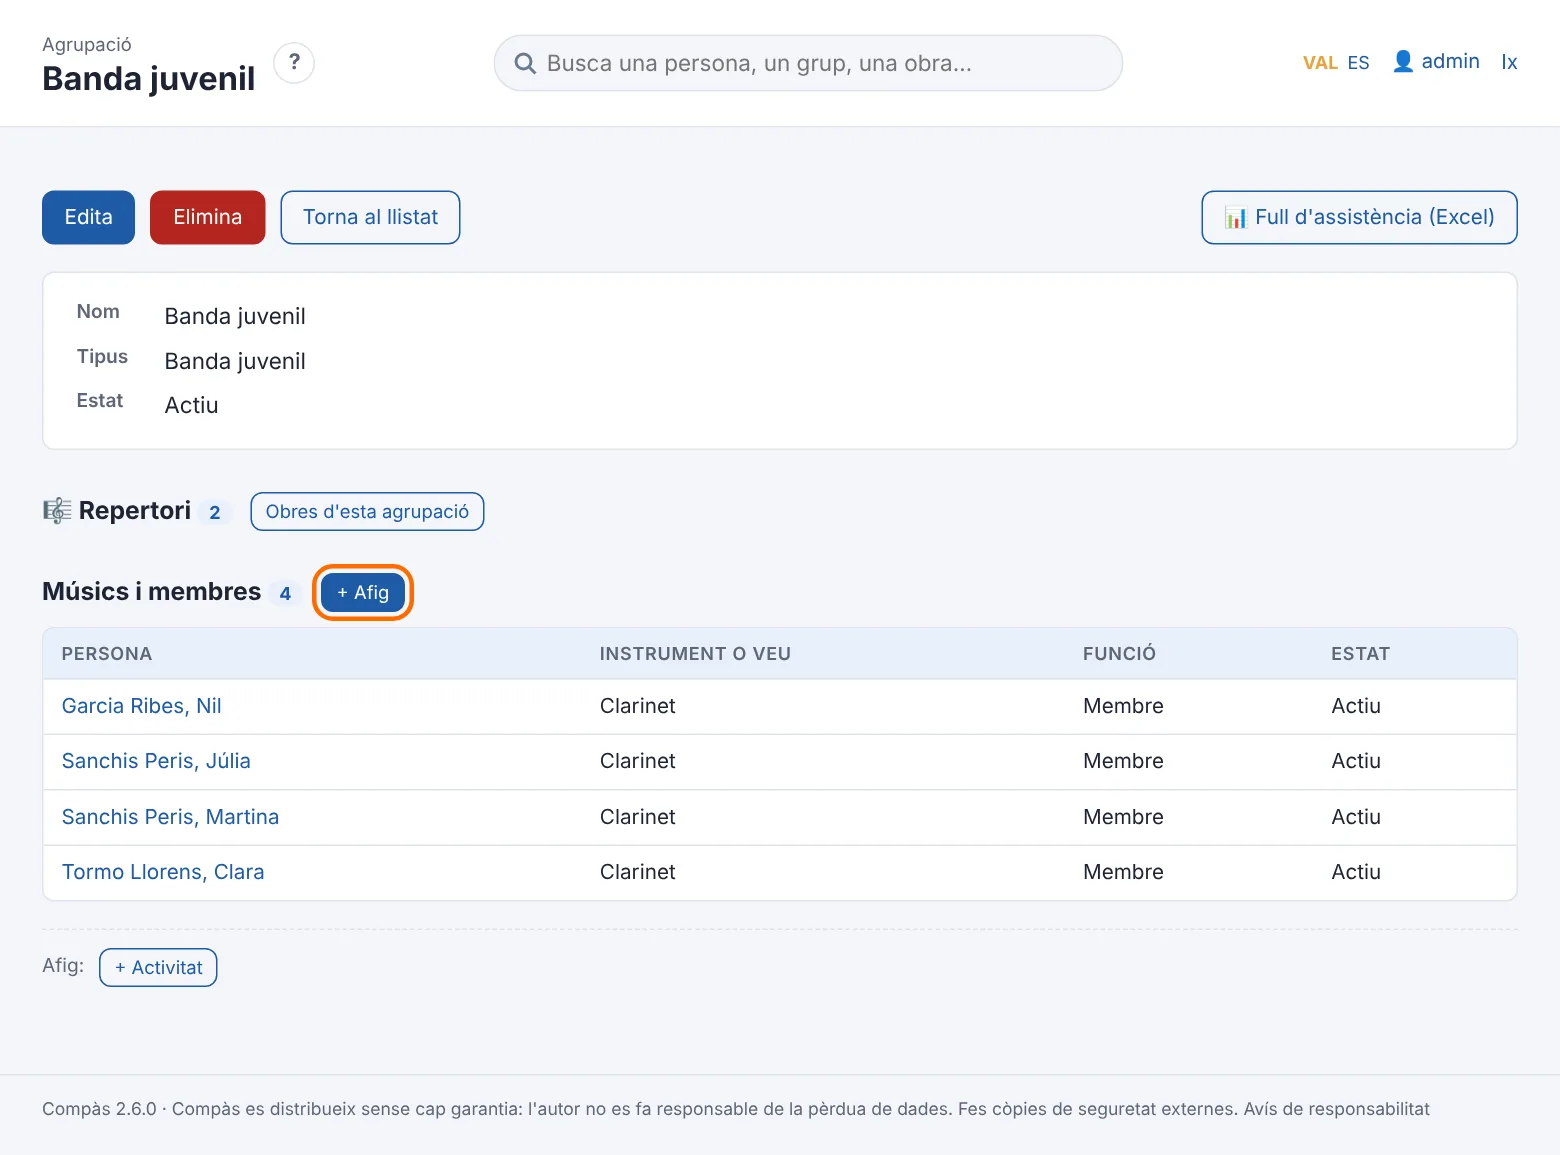 Agrupació
Banda juvenil
?
Busca una persona, un grup, una obra...
VAL ES admin Ix
Edita Elimina Torna al llistat Full d'assistència (Excel)
Nom Banda juvenil
Tipus Banda juvenil
Estat Actiu
Repertori 2 Obres d'esta agrupació
Músics i membres 4 + Afig
PERSONA INSTRUMENT O VEU FUNCIÓ ESTAT
Garcia Ribes, Nil Clarinet Membre Actiu
Sanchis Peris, Júlia Clarinet Membre Actiu
Sanchis Peris, Martina Clarinet Membre Actiu
Tormo Llorens, Clara Clarinet Membre Actiu
Afig: + Activitat
Compàs 2.6.0 · Compàs es distribueix sense cap garantia: l'autor no es fa responsable de la pèrdua de dades. Fes còpies de seguretat externes. Avís de responsabilitat